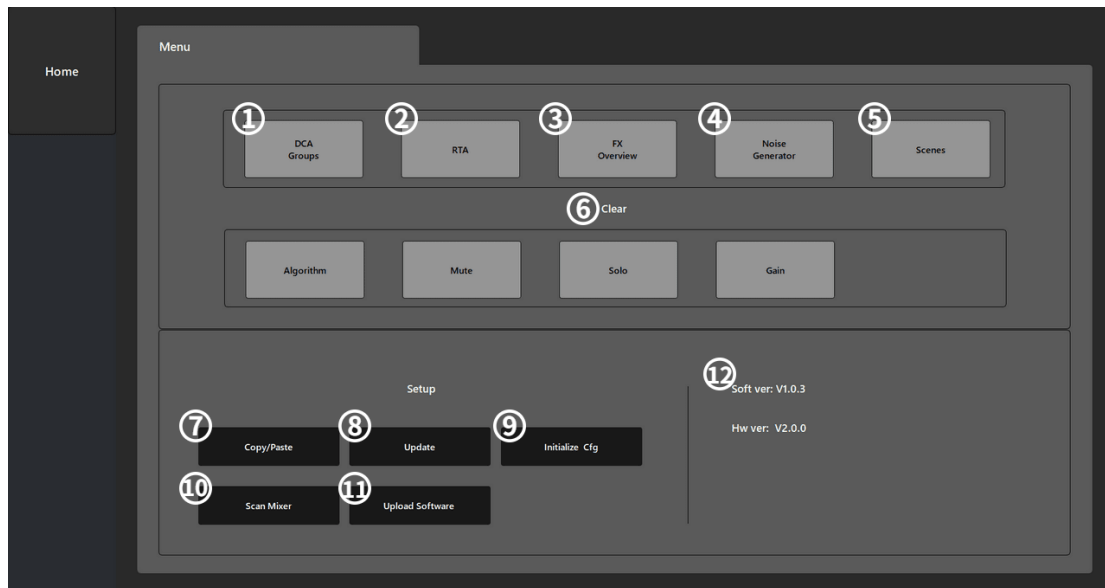 Menu
Home
① ② ③ ④ ⑤
DCA
Groups
RTA
FX
Overview
Noise
Generator
Scenes
⑥ Clear
Algorithm
Mute
Solo
Gain
Setup
⑦ Copy/Paste
⑧ Update
⑨ Initialize Cfg
⑩ Scan Mixer
⑪ Upload Software
⑫ Soft ver: V1.0.3
Hw ver: V2.0.0